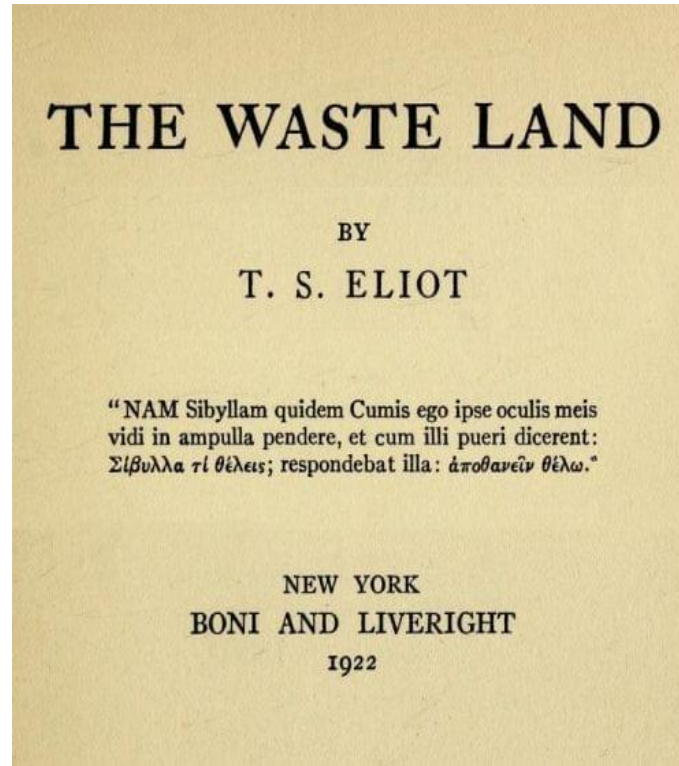 THE WASTE LAND
BY
T. S. ELIOT
“NAM Sibyllam quidem Cumis ego ipse oculis meis
vidi in ampulla pendere, et cum illi pueri dicerent:
Σίβυλλα τί θέλεις; respondebat illa: ἀποθανεῖν θέλω.”
NEW YORK
BONI AND LIVERIGHT
1922